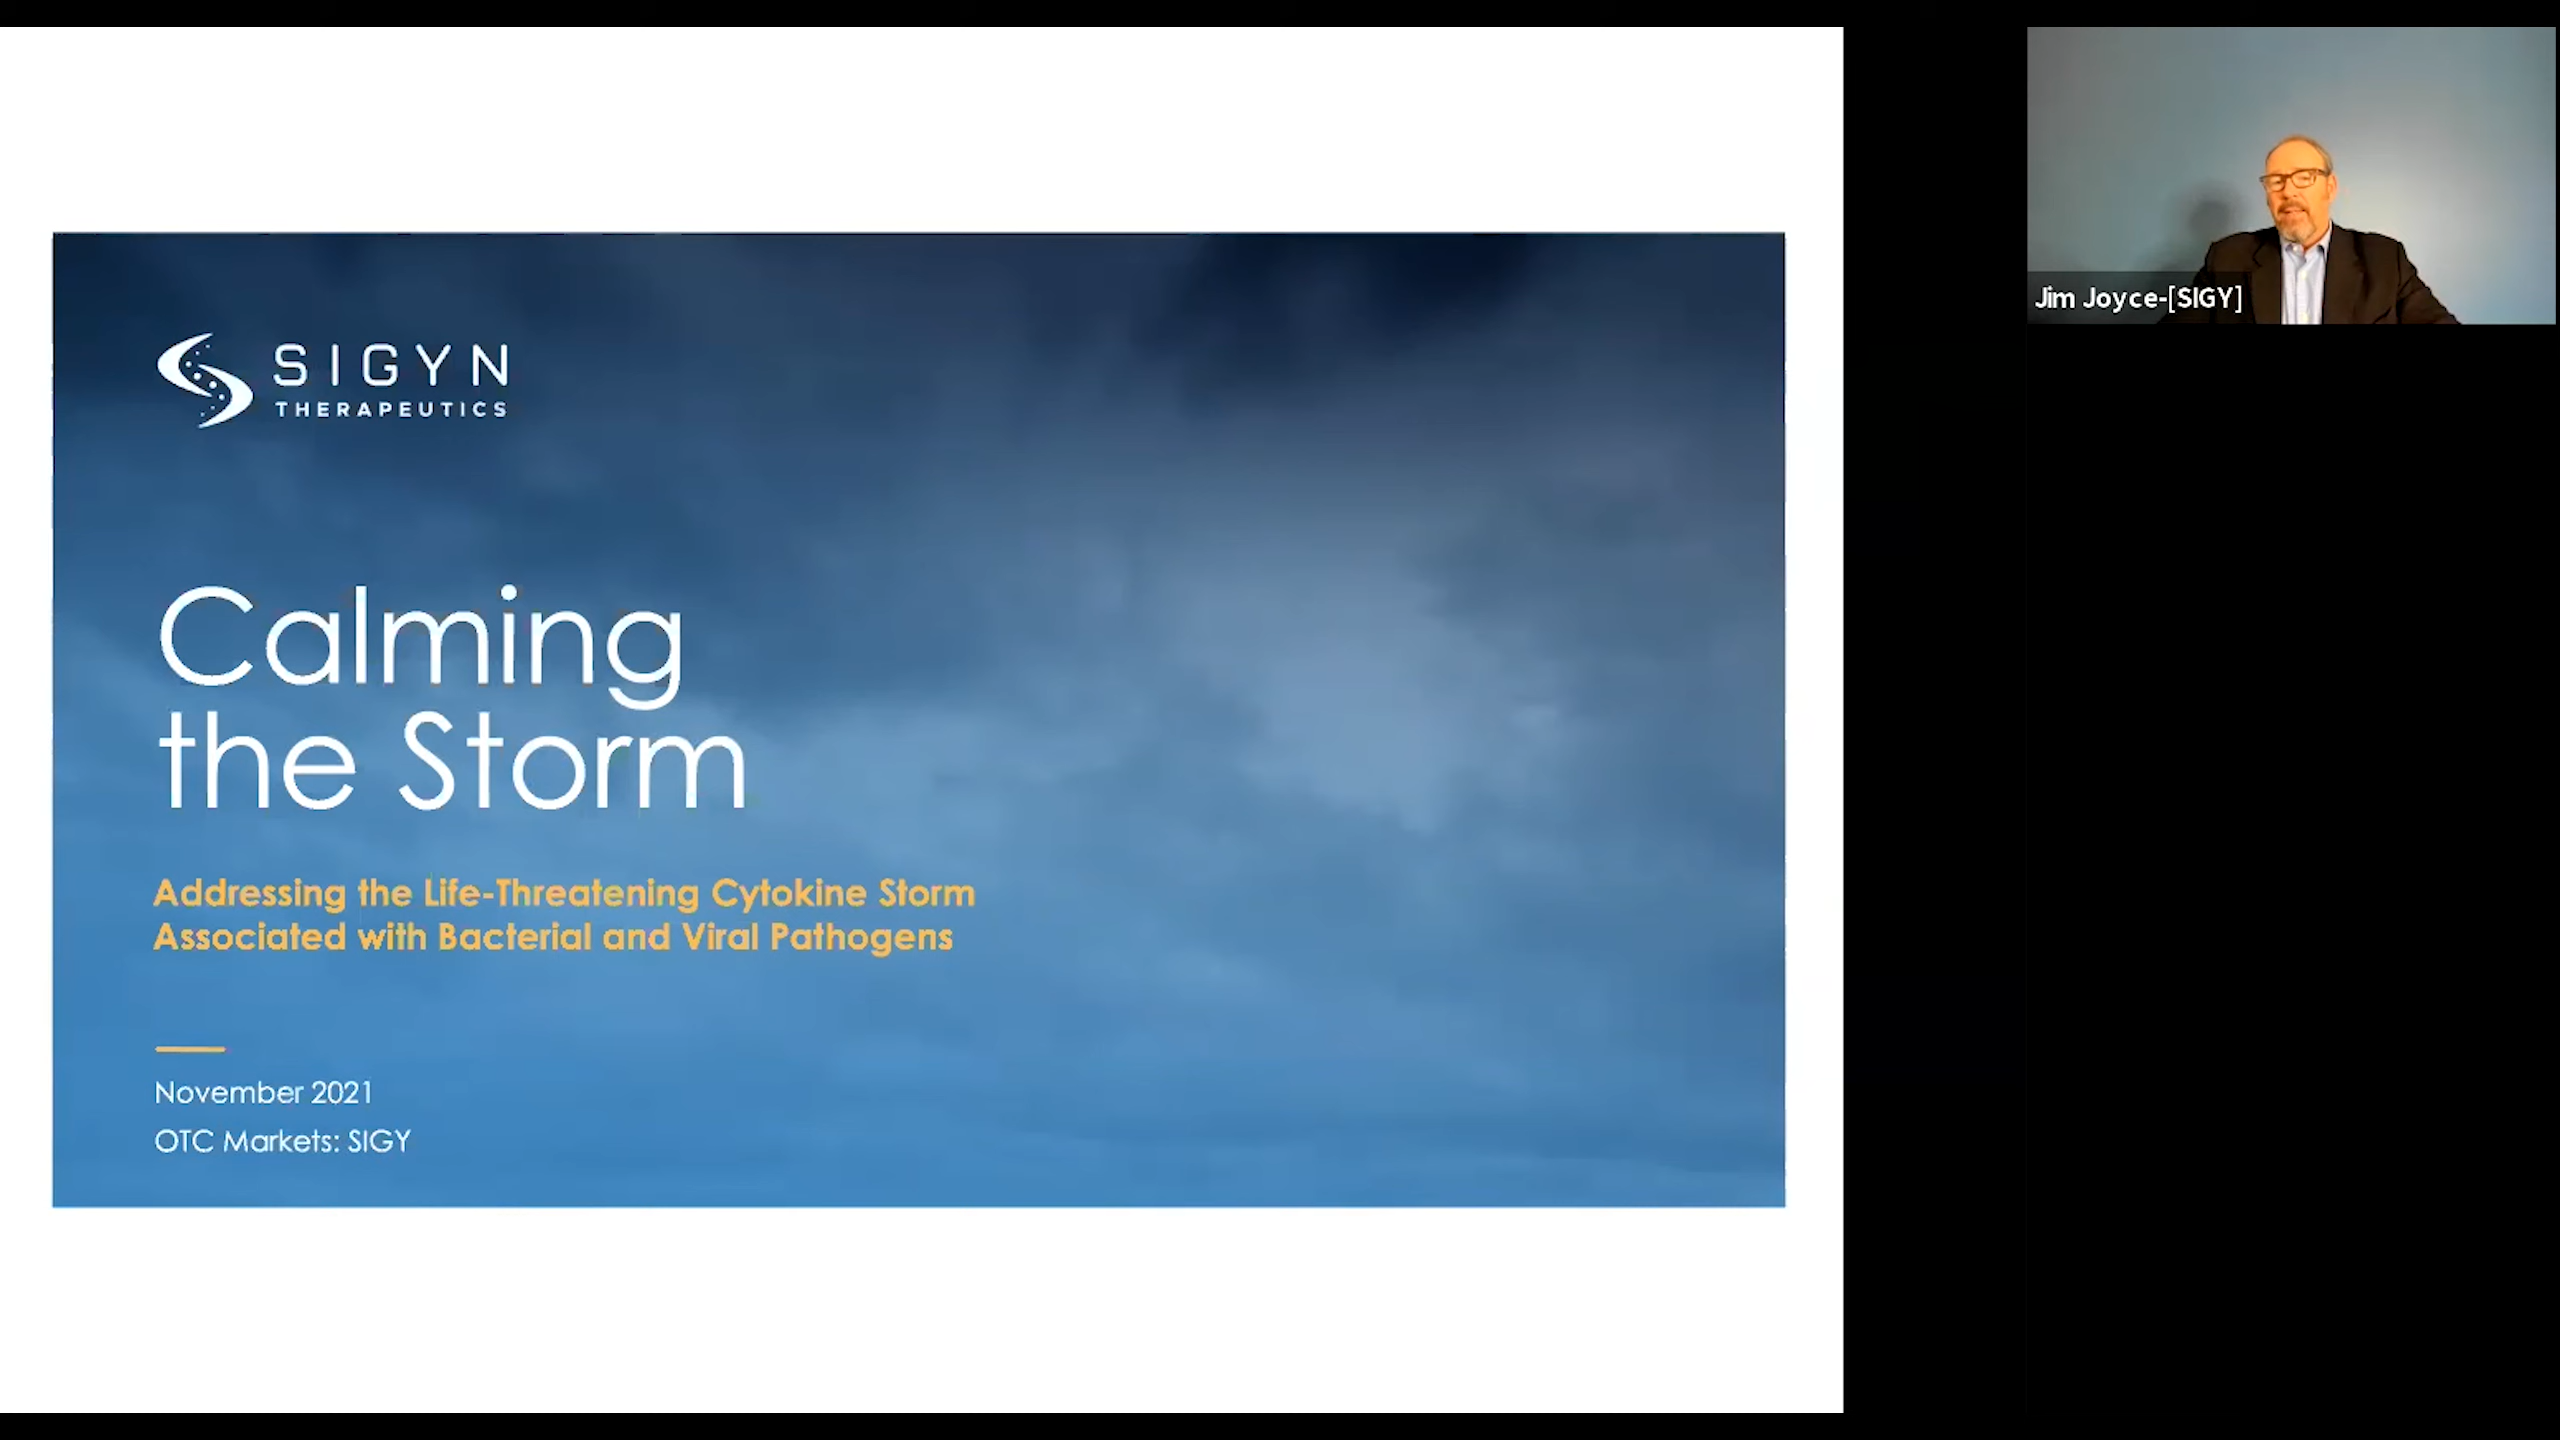 SIGYN
THERAPEUTICS
Calming
the Storm
Addressing the Life-Threatening Cytokine Storm
Associated with Bacterial and Viral Pathogens
November 2021
OTC Markets: SIGY
Jim Joyce-[SIGY]